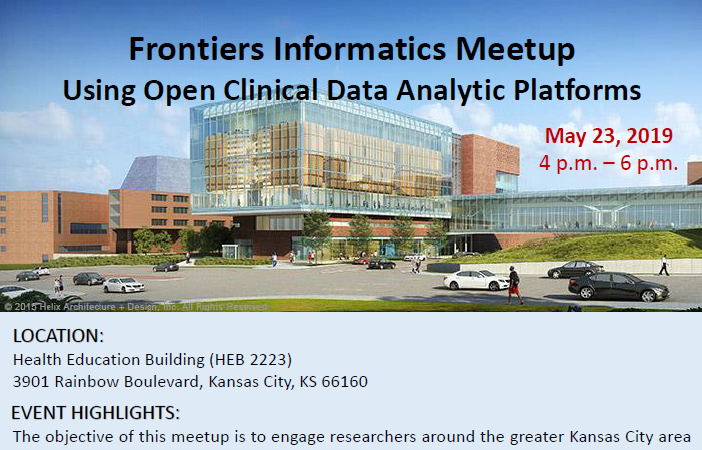 Frontiers Informatics Meetup
Using Open Clinical Data Analytic Platforms
May 23, 2019
4 p.m. – 6 p.m.
© 2015 Helix Architecture + Design, Inc. All Rights Reserved
LOCATION:
Health Education Building (HEB 2223)
3901 Rainbow Boulevard, Kansas City, KS 66160
EVENT HIGHLIGHTS:
The objective of this meetup is to engage researchers around the greater Kansas City area